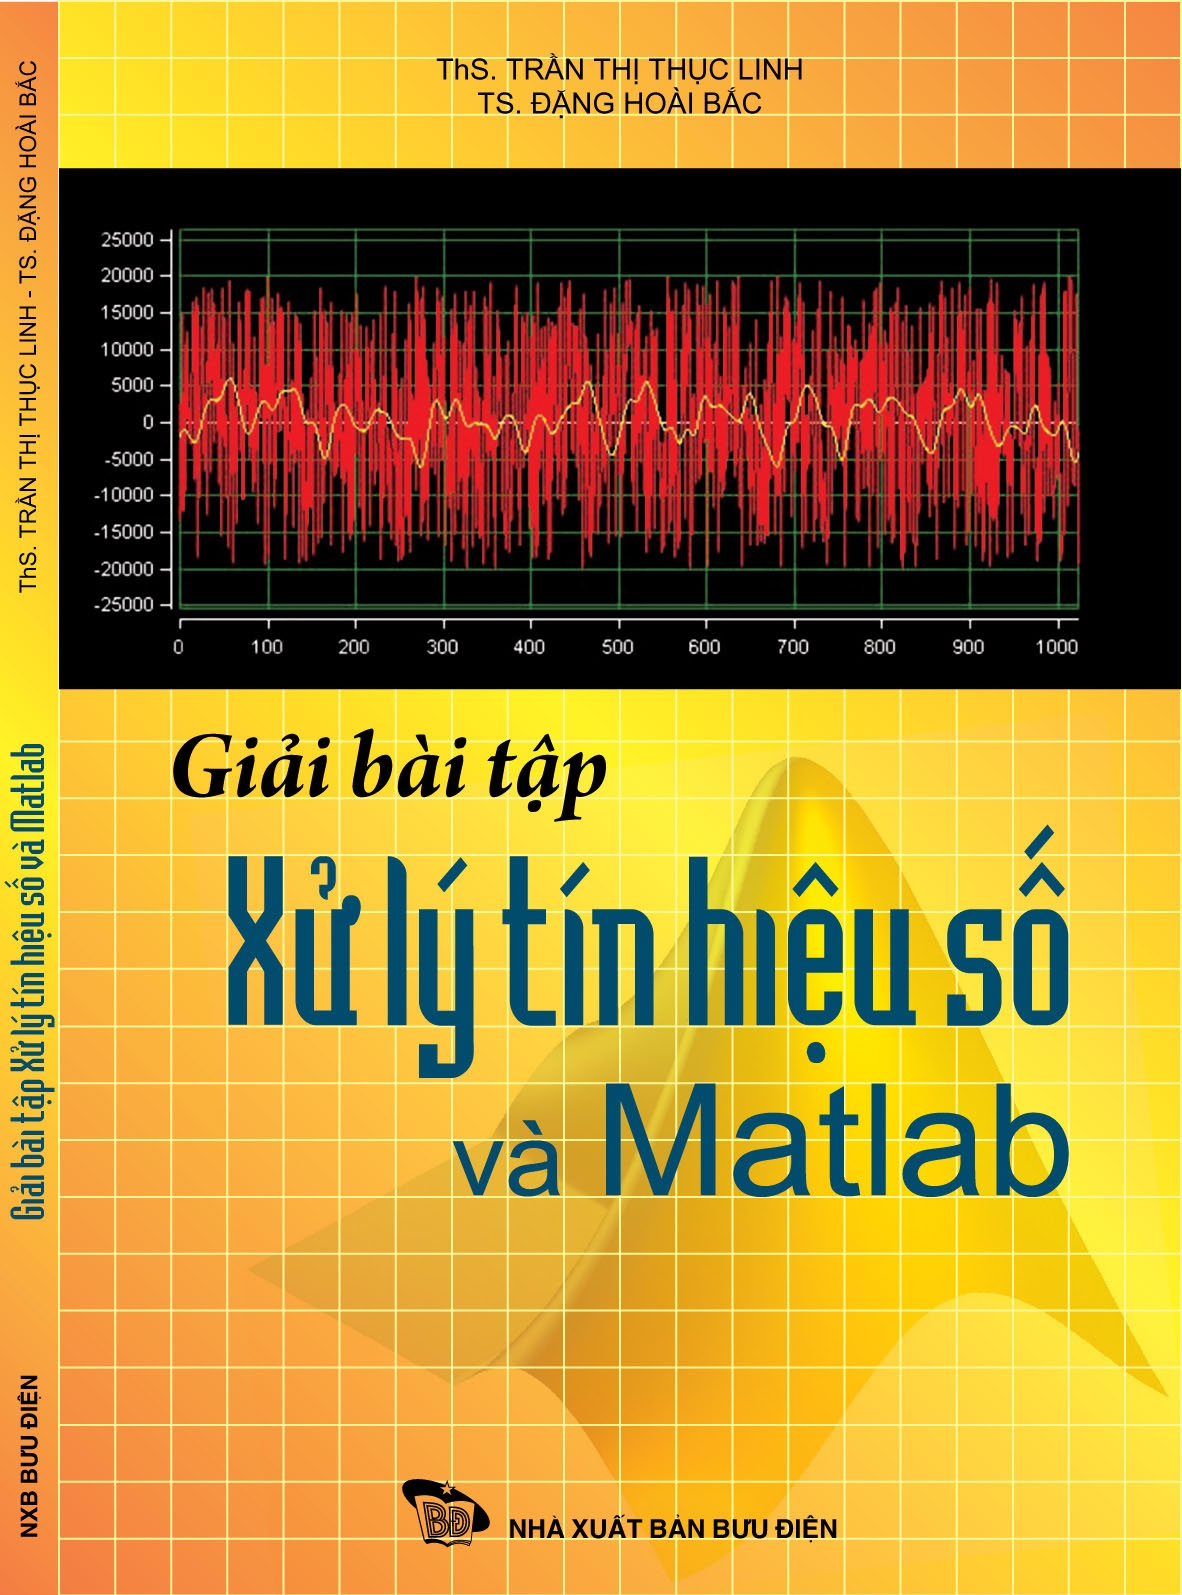 ThS. TRẦN THỊ THỤC LINH - TS. ĐẶNG HOÀI BẮC
Giải bài tập Xử lý tín hiệu số và Matlab
NXB BƯU ĐIỆN
ThS. TRẦN THỊ THỤC LINH
TS. ĐẶNG HOÀI BẮC
25000
20000
15000
10000
5000
0
-5000
-10000
-15000
-20000
-25000
0 100 200 300 400 500 600 700 800 900 1000
Giải bài tập
Xử lý tín hiệu số
và Matlab
BĐ
NHÀ XUẤT BẢN BƯU ĐIỆN